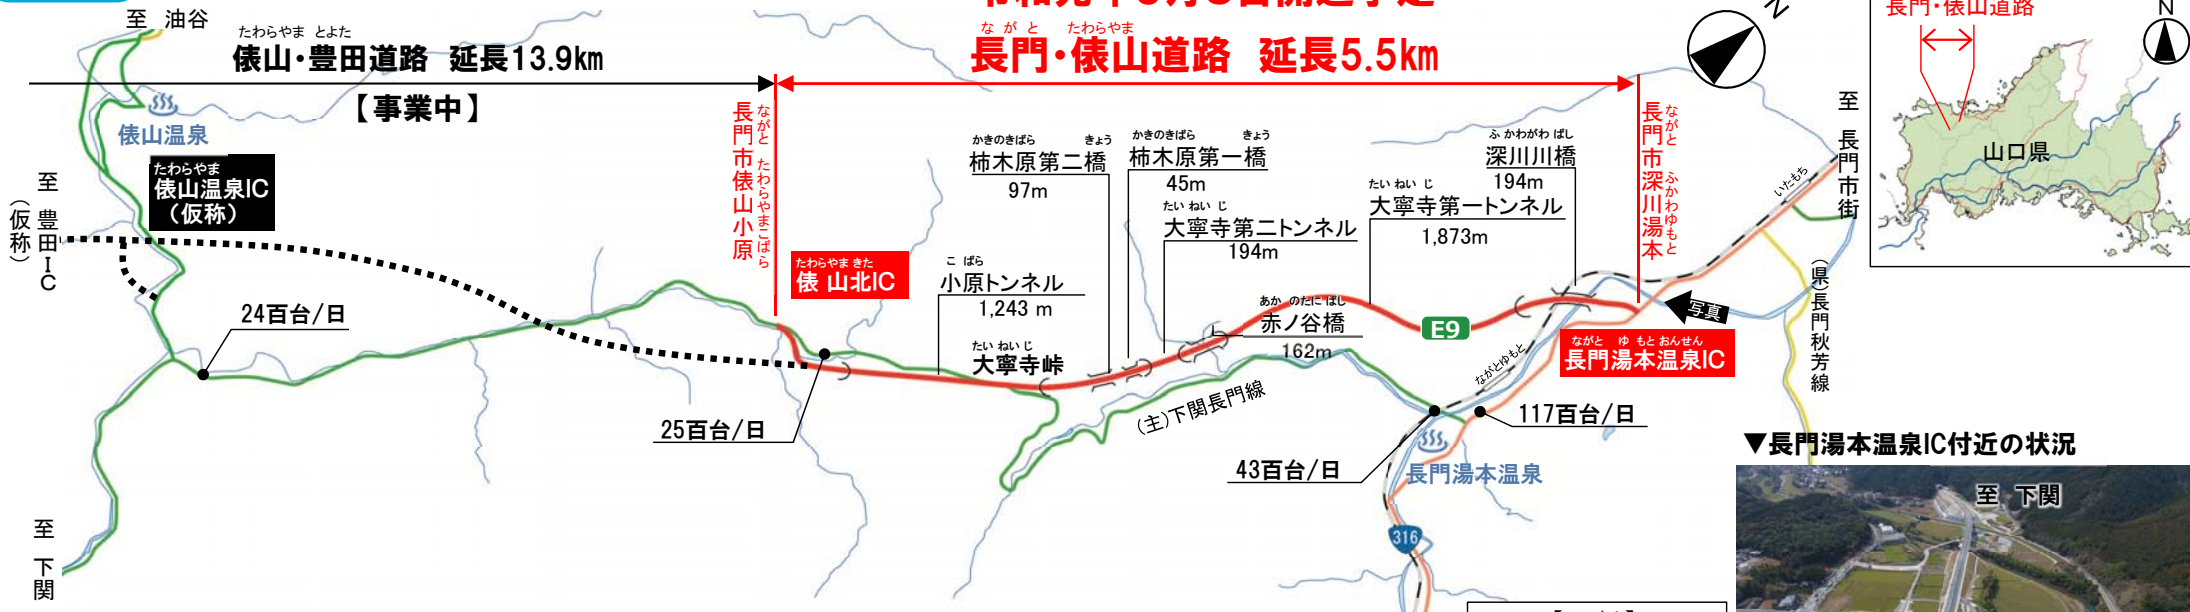 長門・俵山道路 延長5.5km
ながと たわらやま
俵山・豊田道路 延長13.9km
たわらやま とよた
【事業中】
至 油谷
俵山温泉
俵山温泉IC
たわらやま
（仮称）
至 豊田IC
（仮称）
至 下関
24百台/日
25百台/日
長門市俵山小原
ながと たわらやまこばら
俵山北IC
たわらやまきた
小原トンネル
こばら
1,243 m
大寧寺峠
たいねいじ
柿木原第二橋
かきのきばら きょう
97m
柿木原第一橋
かきのきばら きょう
45m
大寧寺第二トンネル
たいねいじ
194m
赤ノ谷橋
あかのたにばし
162m
大寧寺第一トンネル
たいねいじ
1,873m
深川川橋
ふかわがわばし
194m
E9
(主)下関長門線
長門市深川湯本
ながと ふかわゆもと
長門湯本温泉IC
ながと ゆもとおんせん
写真
ながとゆもと
いたもち
117百台/日
43百台/日
長門湯本温泉
316
至 長門市街
(県)長門秋芳線
N
長門・俵山道路
N
山口県
▼長門湯本温泉IC付近の状況
至 下関